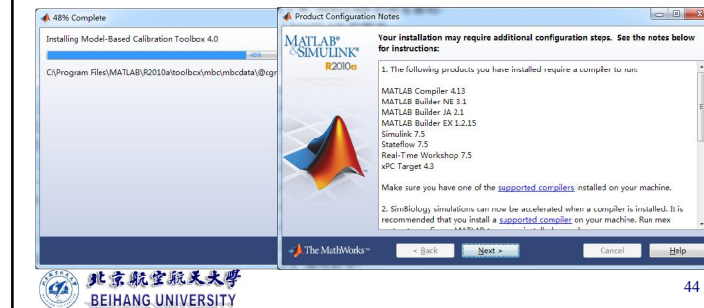 48% Complete
Installing Model-Based Calibration Toolbox 4.0
48%
C:\Program Files\MATLAB\R2010a\toolbox\mbc\mbcdata\@cgr
Product Configuration Notes
MATLAB®
&SIMULINK®
R2010a
Your installation may require additional configuration steps. See the notes below
for instructions:
1. The following products you have installed require a compiler to run:
MATLAB Compiler 4.13
MATLAB Builder NE 3.1
MATLAB Builder JA 2.1
MATLAB Builder EX 1.2.15
Simulink 7.5
Stateflow 7.5
Real-Time Workshop 7.5
xPC Target 4.3
Make sure you have one of the supported compilers installed on your machine.
2. SimBiology simulations can now be accelerated when a compiler is installed. It is
recommended that you install a supported compiler on your machine. Run mex
The MathWorks™
< Back
Next >
Cancel
Help
北京航空航天大学
BEIHANG UNIVERSITY
44